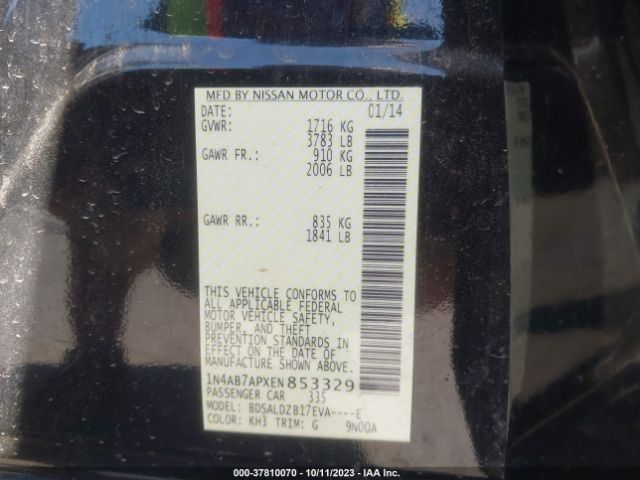 MFD BY NISSAN MOTOR CO., LTD.
DATE: 01/14
GVWR: 1716 KG
3783 LB
GAWR FR.: 910 KG
2006 LB
GAWR RR.: 835 KG
1841 LB
THIS VEHICLE CONFORMS TO
ALL APPLICABLE FEDERAL
MOTOR VEHICLE SAFETY,
BUMPER, AND THEFT
PREVENTION STANDARDS IN
EFFECT ON THE DATE OF
MANUFACTURE SHOWN ABOVE.
1N4AB7APXEN853329
PASSENGER CAR 335
MODEL: BDSALDZB17EVA----E
COLOR: KH3 TRIM: G 9N00A
000-37810070 - 10/11/2023 - IAA Inc.